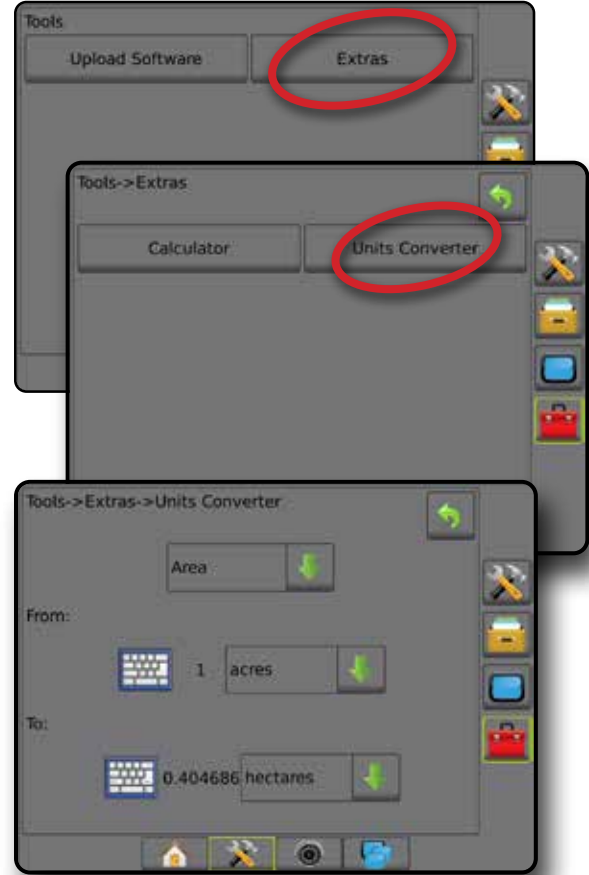 Tools
Upload Software Extras
Tools->Extras
Calculator Units Converter
Tools->Extras->Units Converter
Area
From:
1 acres
To:
0.404686 hectares